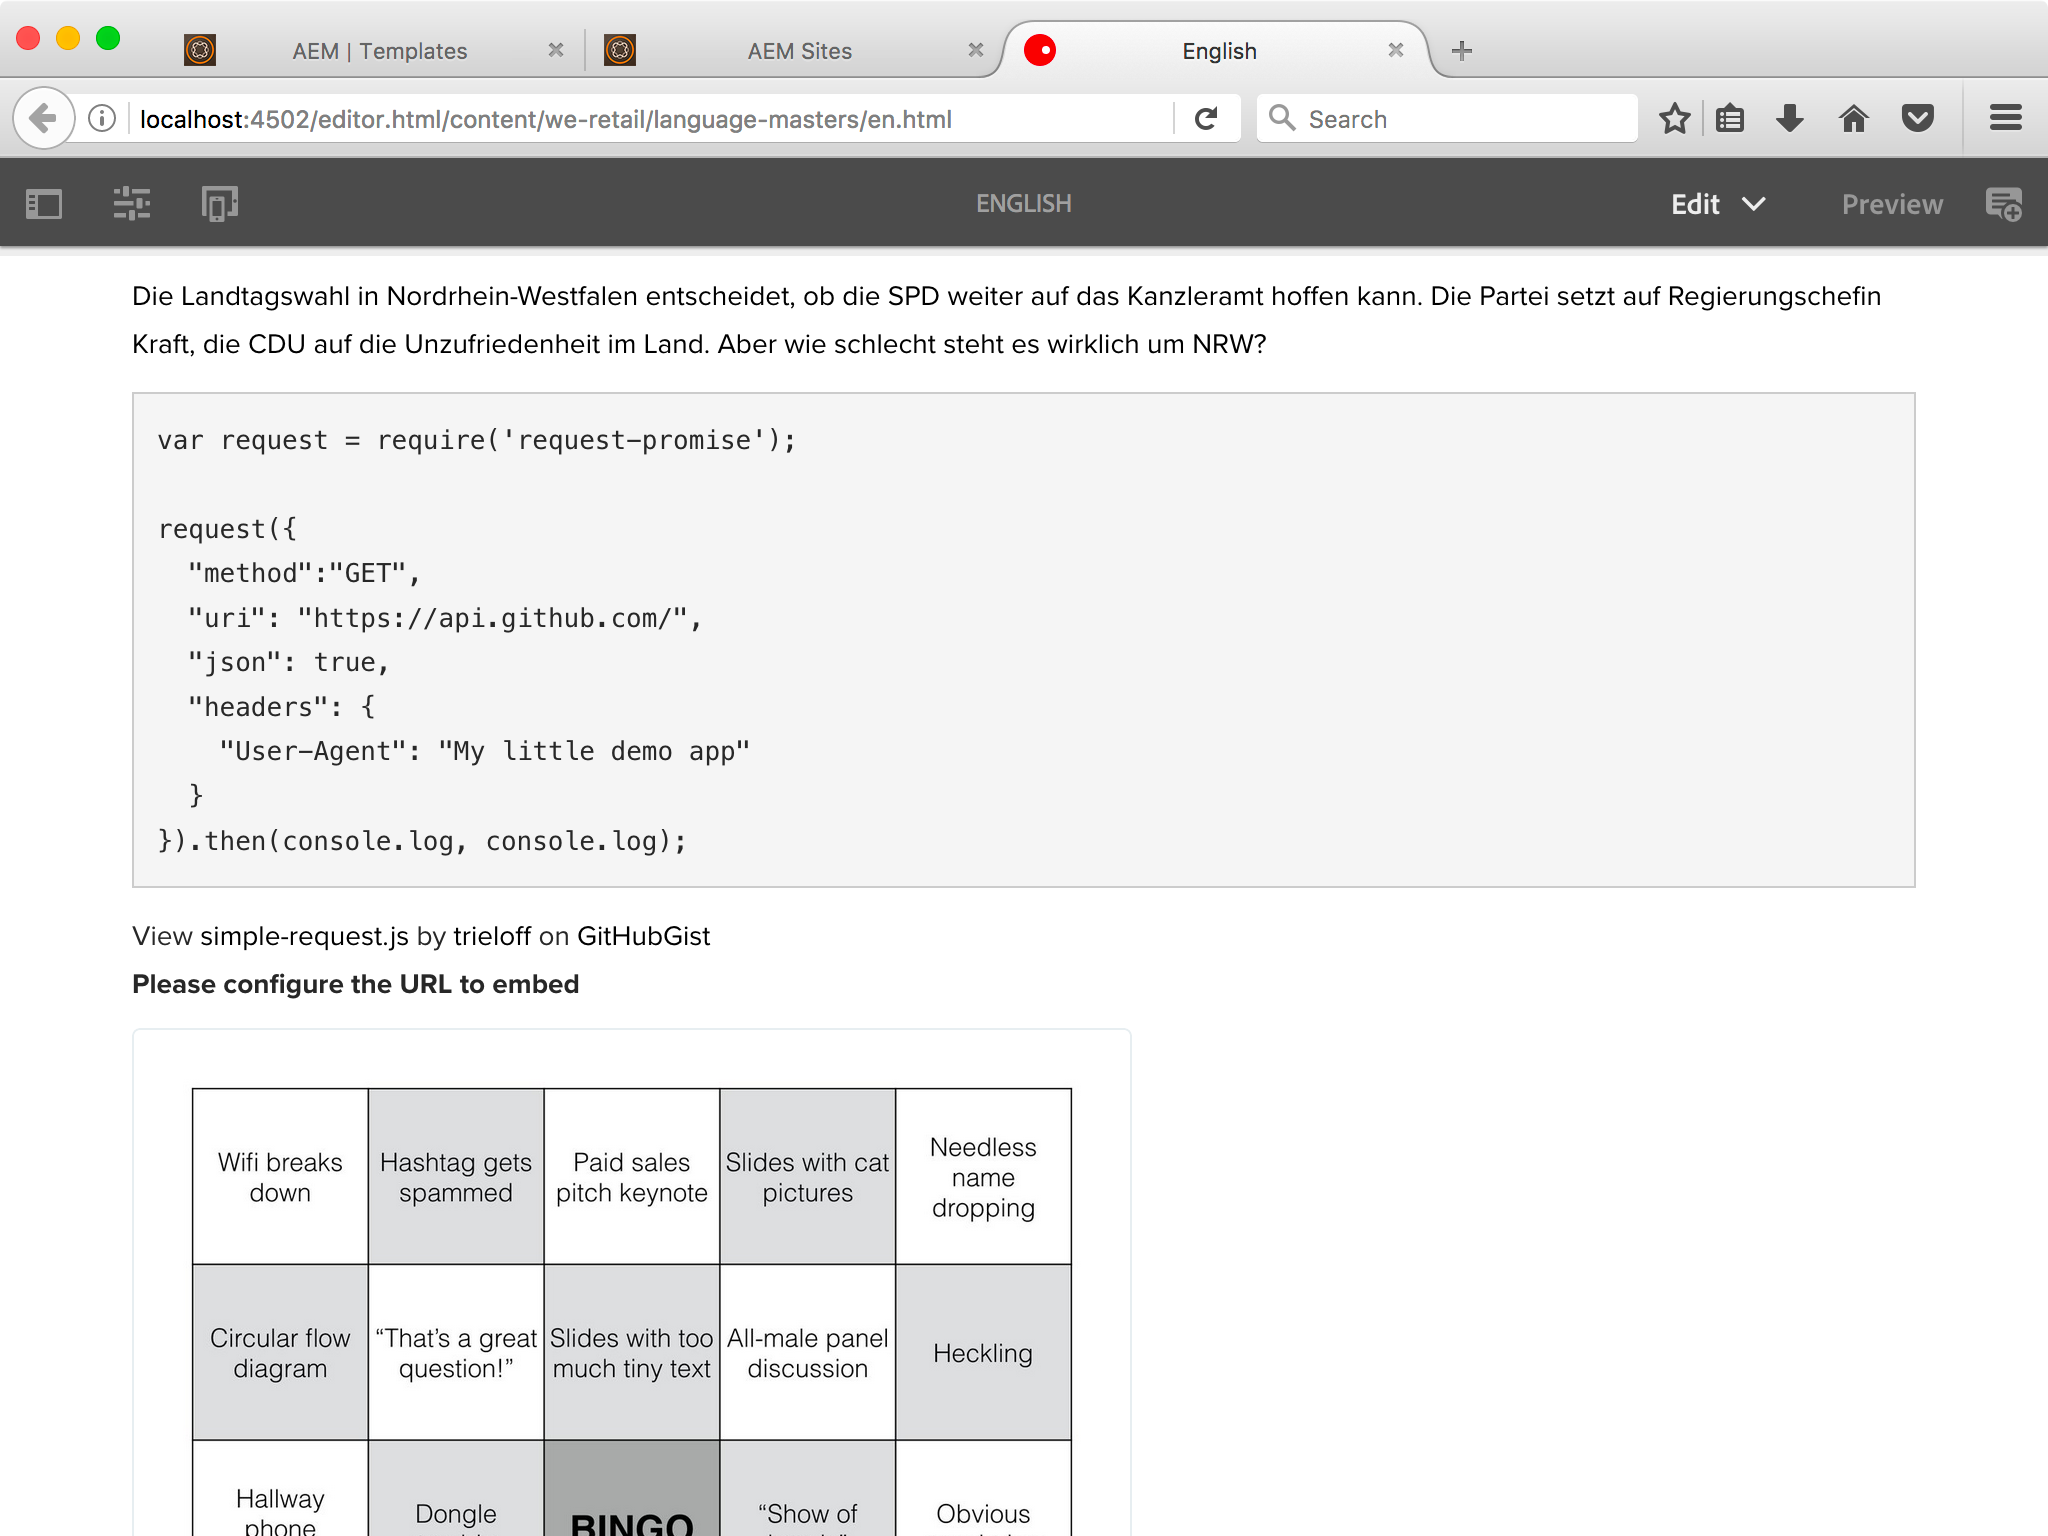 AEM | Templates
AEM Sites
English
localhost:4502/editor.html/content/we-retail/language-masters/en.html
Search
ENGLISH
Edit
Preview
Die Landtagswahl in Nordrhein-Westfalen entscheidet, ob die SPD weiter auf das Kanzleramt hoffen kann. Die Partei setzt auf Regierungschefin
Kraft, die CDU auf die Unzufriedenheit im Land. Aber wie schlecht steht es wirklich um NRW?
var request = require('request-promise');
request({
"method":"GET",
"uri": "https://api.github.com/",
"json": true,
"headers": {
"User-Agent": "My little demo app"
}
}).then(console.log, console.log);
View simple-request.js by trieloff on GitHubGist
Please configure the URL to embed
Wifi breaks
down
Hashtag gets
spammed
Paid sales
pitch keynote
Slides with cat
pictures
Needless
name
dropping
Circular flow
diagram
“That’s a great
question!”
Slides with too
much tiny text
All-male panel
discussion
Heckling
Hallway
phone
Dongle
BINGO
“Show of
Obvious